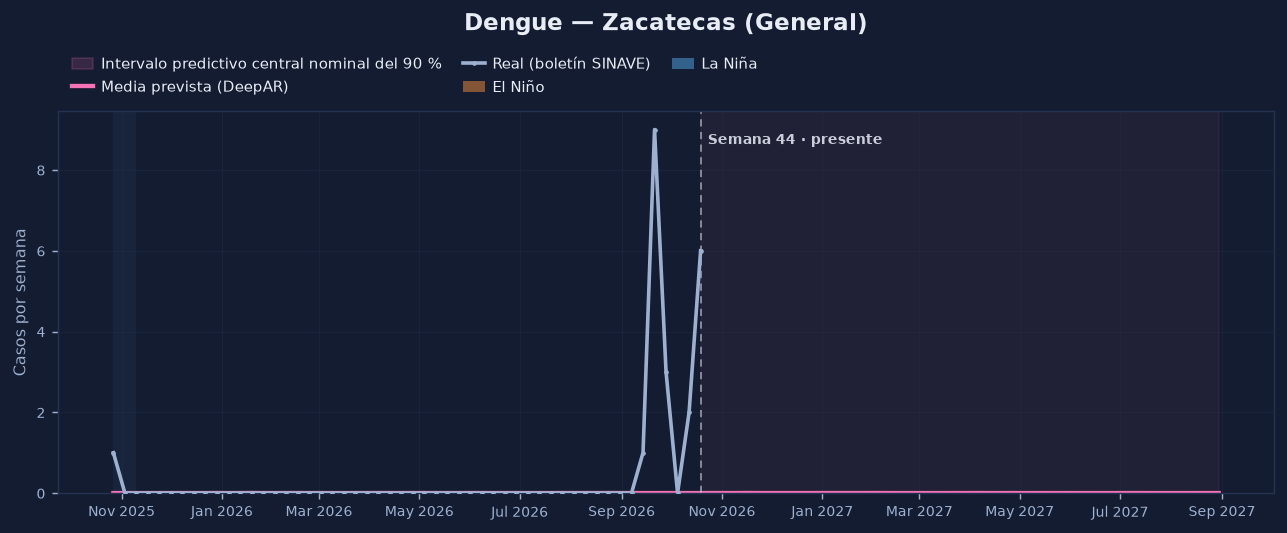 Dengue — Zacatecas (General)
Intervalo predictivo central nominal del 90 %
Real (boletín SINAVE)
La Niña
Media prevista (DeepAR)
El Niño
Semana 44 · presente
Casos por semana
8
6
4
2
0
Nov 2025
Jan 2026
Mar 2026
May 2026
Jul 2026
Sep 2026
Nov 2026
Jan 2027
Mar 2027
May 2027
Jul 2027
Sep 2027